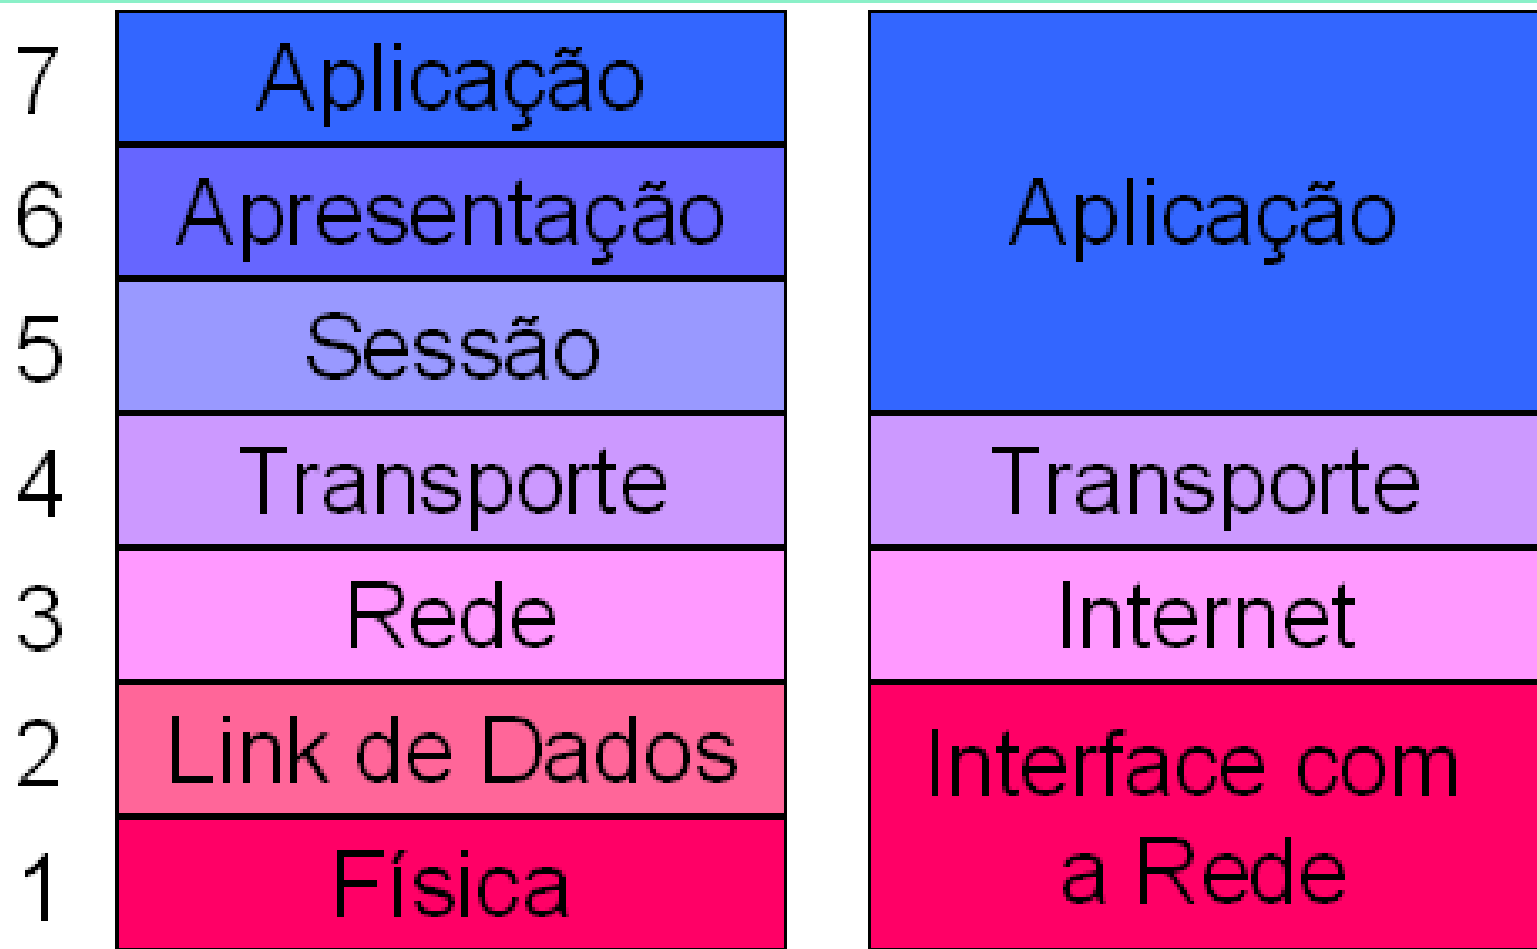 7 Aplicação
6 Apresentação
5 Sessão
4 Transporte
3 Rede
2 Link de Dados
1 Física
Aplicação
Transporte
Internet
Interface com
a Rede